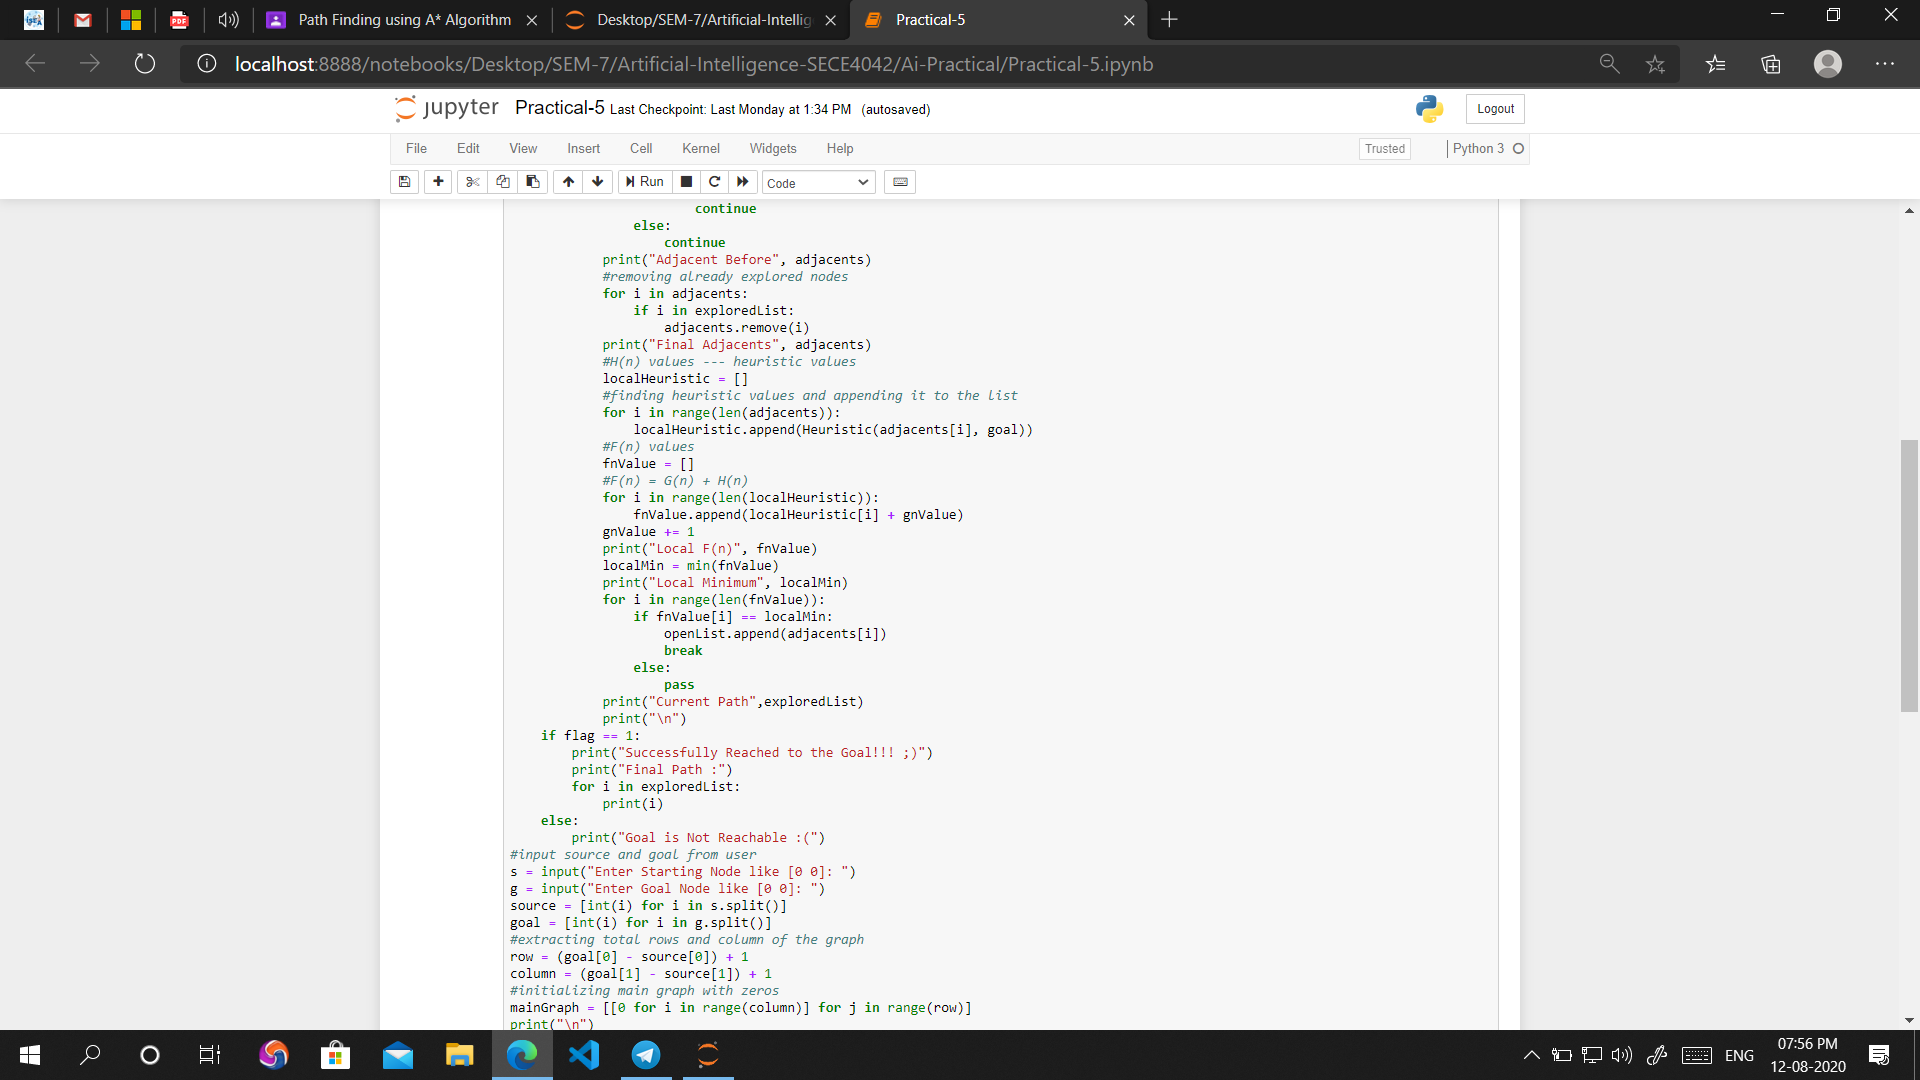 Path Finding using A* Algorithm
Desktop/SEM-7/Artificial-Intellig
Practical-5
localhost:8888/notebooks/Desktop/SEM-7/Artificial-Intelligence-SECE4042/Ai-Practical/Practical-5.ipynb
jupyter Practical-5 Last Checkpoint: Last Monday at 1:34 PM (autosaved)
Logout
File Edit View Insert Cell Kernel Widgets Help
Trusted
Python 3
Run
Code
continue
else:
continue
print("Adjacent Before", adjacents)
#removing already explored nodes
for i in adjacents:
if i in exploredList:
adjacents.remove(i)
print("Final Adjacents", adjacents)
#H(n) values --- heuristic values
localHeuristic = []
#finding heuristic values and appending it to the list
for i in range(len(adjacents)):
localHeuristic.append(Heuristic(adjacents[i], goal))
#F(n) values
fnValue = []
#F(n) = G(n) + H(n)
for i in range(len(localHeuristic)):
fnValue.append(localHeuristic[i] + gnValue)
gnValue += 1
print("Local F(n)", fnValue)
localMin = min(fnValue)
print("Local Minimum", localMin)
for i in range(len(fnValue)):
if fnValue[i] == localMin:
openList.append(adjacents[i])
break
else:
pass
print("Current Path",exploredList)
print("\n")
if flag == 1:
print("Successfully Reached to the Goal!!! ;)")
print("Final Path :")
for i in exploredList:
print(i)
else:
print("Goal is Not Reachable :(")
#input source and goal from user
s = input("Enter Starting Node like [0 0]: ")
g = input("Enter Goal Node like [0 0]: ")
source = [int(i) for i in s.split()]
goal = [int(i) for i in g.split()]
#extracting total rows and column of the graph
row = (goal[0] - source[0]) + 1
column = (goal[1] - source[1]) + 1
#initializing main graph with zeros
mainGraph = [[0 for i in range(column)] for j in range(row)]
print("\n")
ENG
07:56 PM
12-08-2020